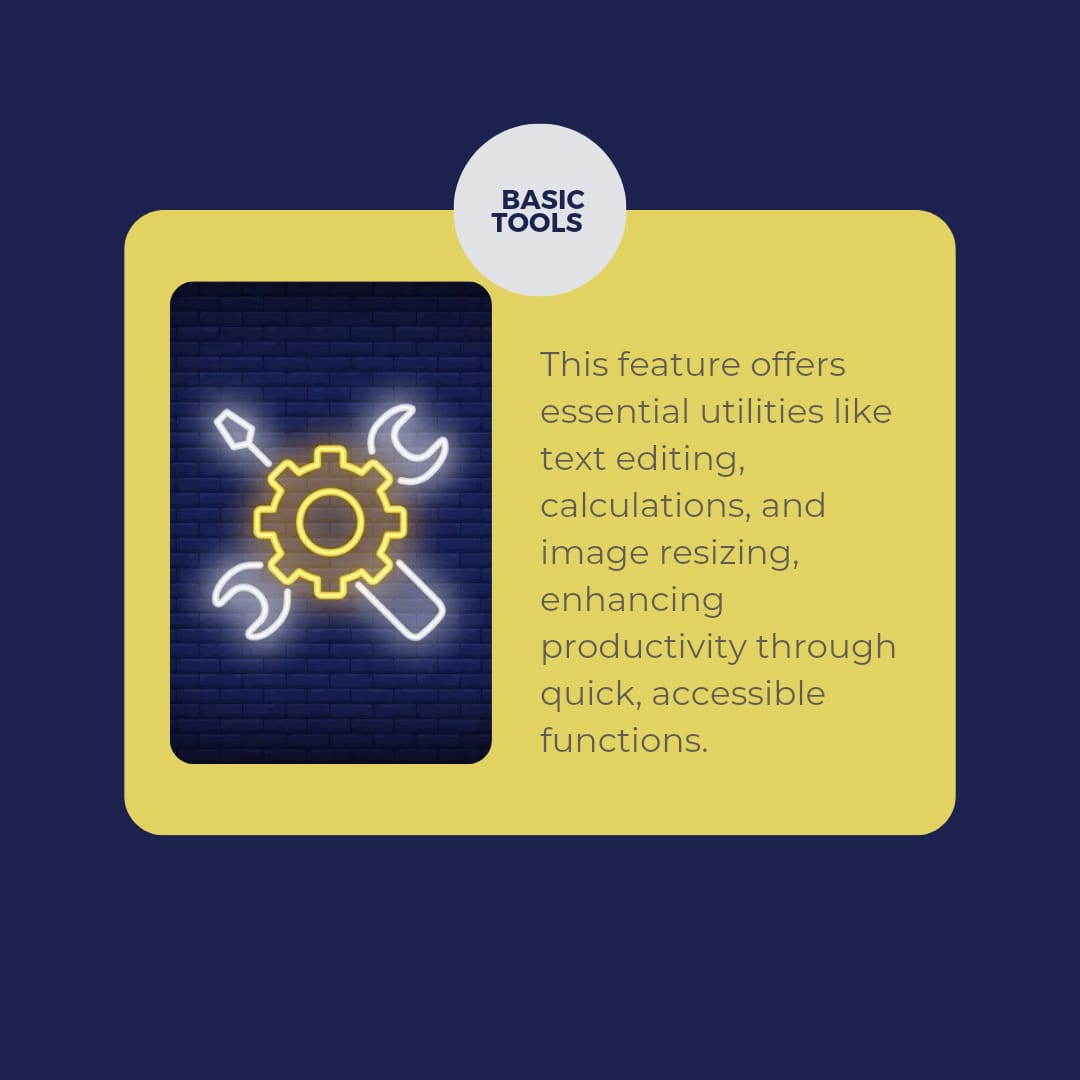 BASIC
TOOLS
This feature offers
essential utilities like
text editing,
calculations, and
image resizing,
enhancing
productivity through
quick, accessible
functions.